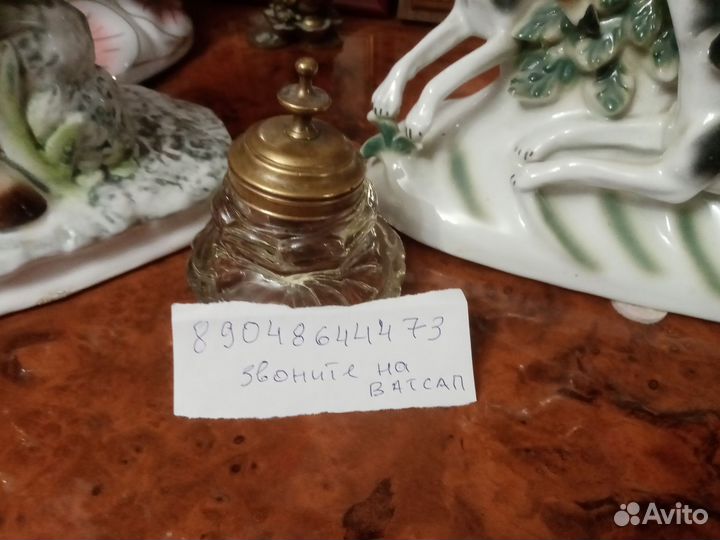 89048644473
звоните на
ВАТСАП
Avito